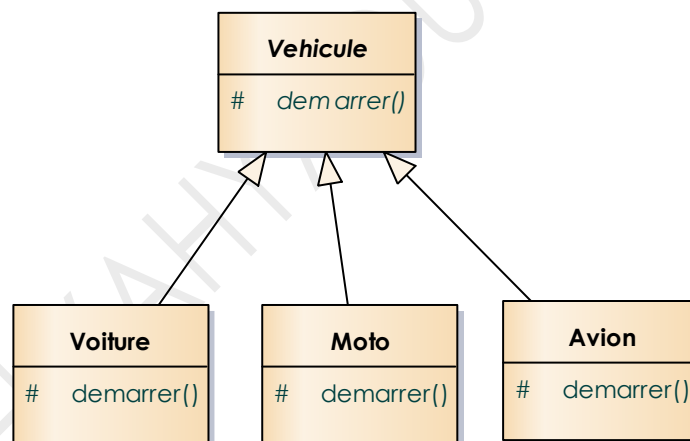 Vehicule
# demarrer()
Voiture
# demarrer()
Moto
# demarrer()
Avion
# demarrer()